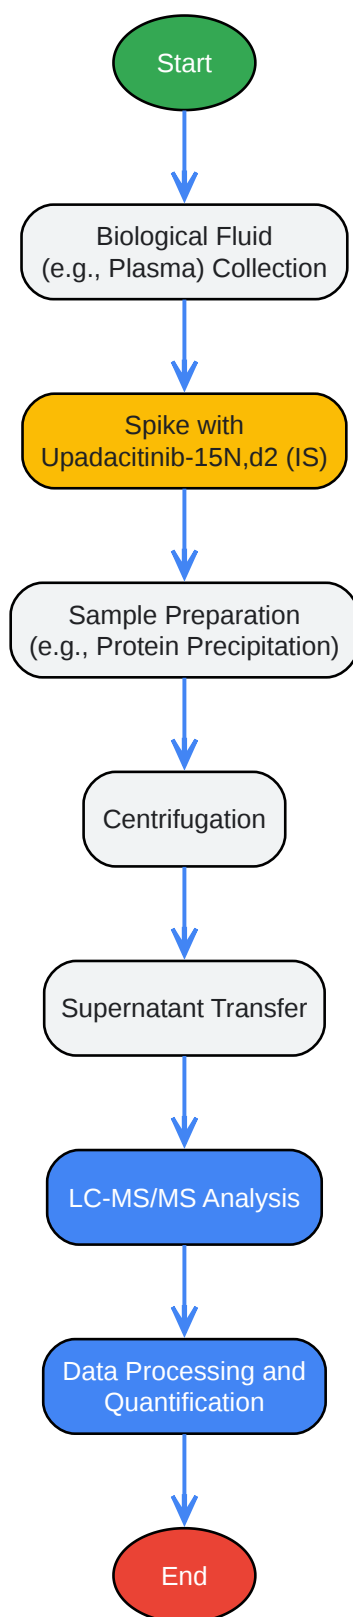 Start
Biological Fluid
(e.g., Plasma) Collection
Spike with
Upadacitinib-15N,d2 (IS)
Sample Preparation
(e.g., Protein Precipitation)
Centrifugation
Supernatant Transfer
LC-MS/MS Analysis
Data Processing and
Quantification
End